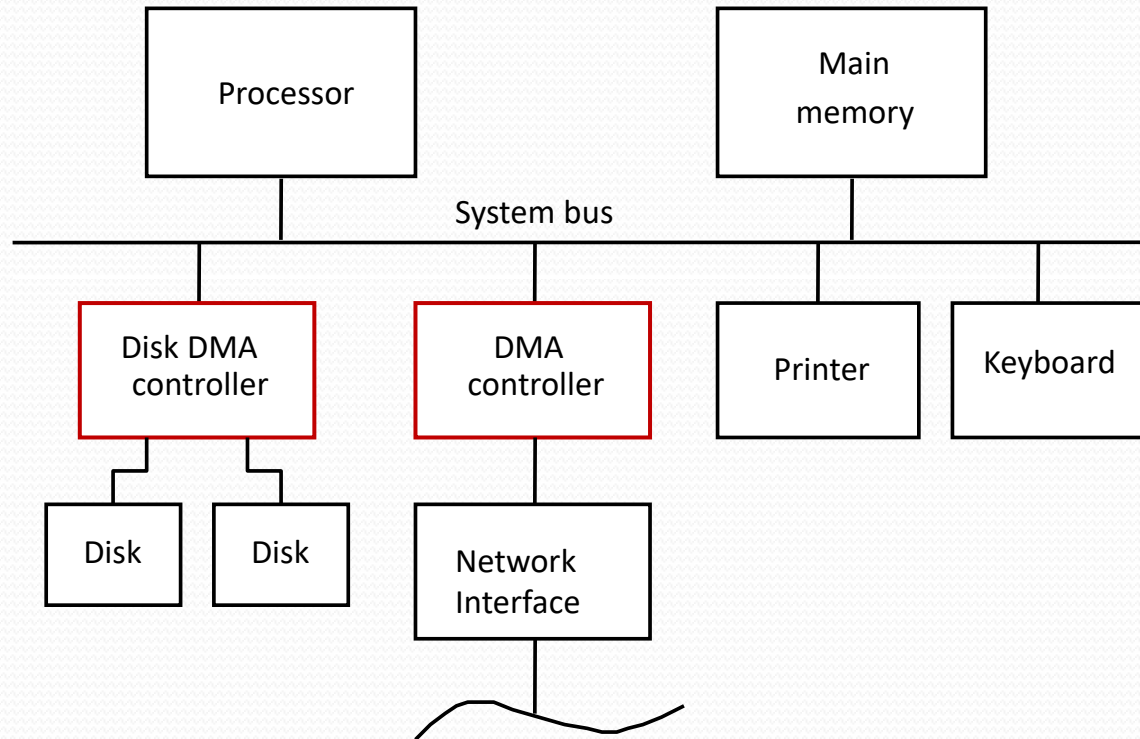 Processor
Main
memory
System bus
Disk DMA
controller
DMA
controller
Printer
Keyboard
Disk
Disk
Network
Interface